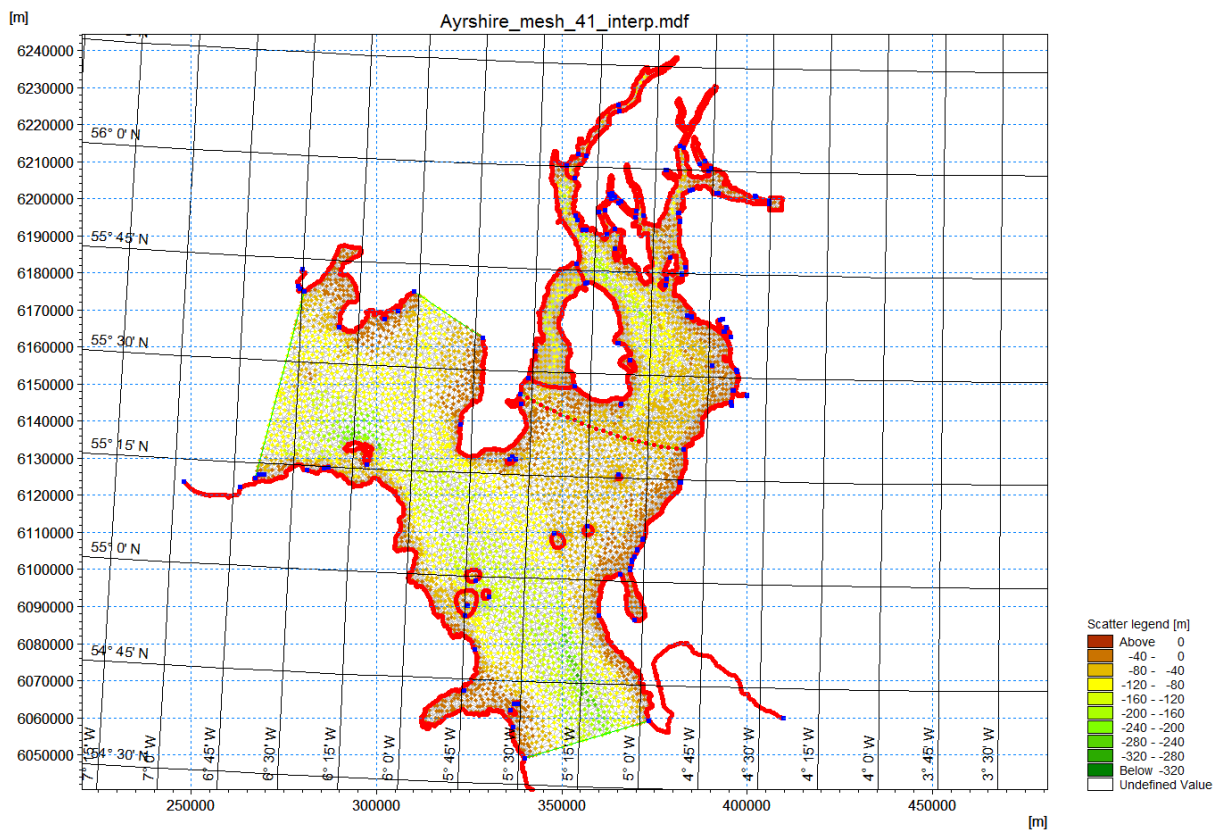 [m]
Ayrshire_mesh_41_interp.mdf
6240000
6230000
6220000
6210000
6200000
6190000
6180000
6170000
6160000
6150000
6140000
6130000
6120000
6110000
6100000
6090000
6080000
6070000
6060000
6050000
56° 0' N
55° 45' N
55° 30' N
55° 15' N
55° 0' N
54° 45' N
54° 30' N
7° 15' W
7° 0' W
6° 45' W
6° 30' W
6° 15' W
6° 0' W
5° 45' W
5° 30' W
5° 15' W
5° 0' W
4° 45' W
4° 30' W
4° 15' W
4° 0' W
3° 45' W
3° 30' W
250000 300000 350000 400000 450000
[m]
Scatter legend [m]
Above 0
-40 - 0
-80 - -40
-120 - -80
-160 - -120
-200 - -160
-240 - -200
-280 - -240
-320 - -280
Below -320
Undefined Value